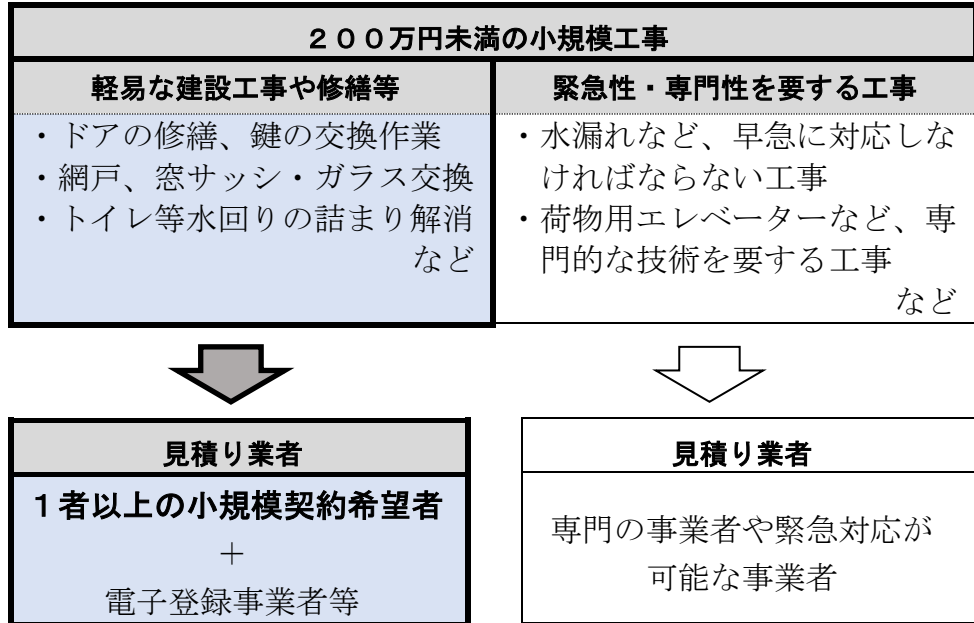 ２００万円未満の小規模工事
軽易な建設工事や修繕等
・ドアの修繕、鍵の交換作業
・網戸、窓サッシ・ガラス交換
・トイレ等水回りの詰まり解消
など
緊急性・専門性を要する工事
・水漏れなど、早急に対応しな
ければならない工事
・荷物用エレベーターなど、専
門的な技術を要する工事
など
見積り業者
１者以上の小規模契約希望者
＋
電子登録事業者等
見積り業者
専門の事業者や緊急対応が
可能な事業者